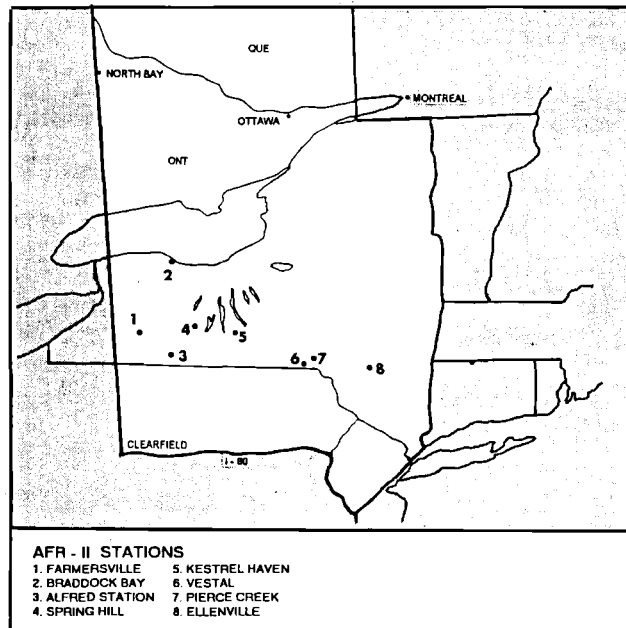 QUE
NORTH BAY
MONTREAL
OTTAWA
ONT
2
1
4
5
3
6
7
8
CLEARFIELD
I - 80
AFR - II STATIONS
1. FARMERSVILLE 5. KESTREL HAVEN
2. BRADDOCK BAY 6. VESTAL
3. ALFRED STATION 7. PIERCE CREEK
4. SPRING HILL 8. ELLENVILLE